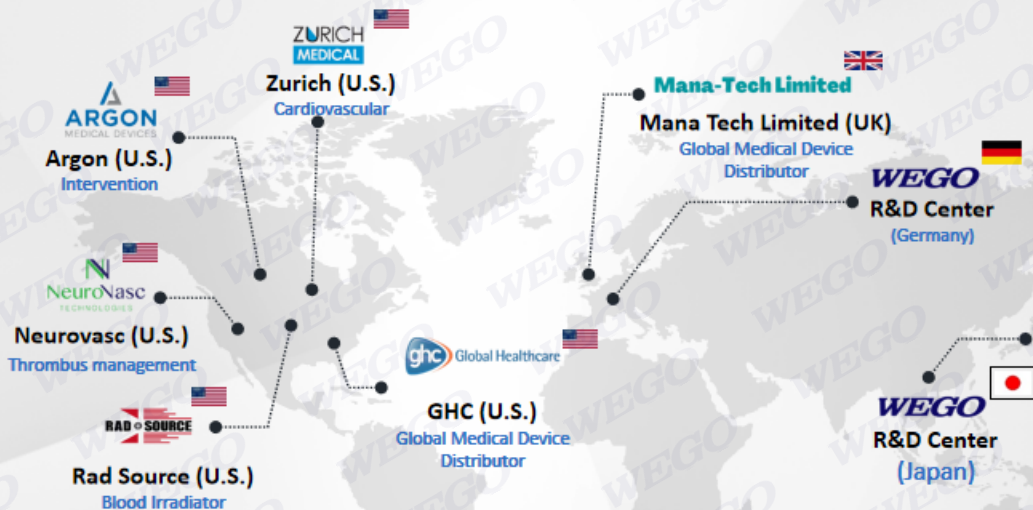 ZURICH
MEDICAL
Zurich (U.S.)
Cardiovascular
ARGON
MEDICAL DEVICES
Argon (U.S.)
Intervention
NeuroVasc
TECHNOLOGIES
Neurovasc (U.S.)
Thrombus management
RAD SOURCE
Rad Source (U.S.)
Blood Irradiator
ghc Global Healthcare
GHC (U.S.)
Global Medical Device
Distributor
Mana-Tech Limited
Mana Tech Limited (UK)
Global Medical Device
Distributor
WEGO
R&D Center
(Germany)
WEGO
R&D Center
(Japan)
WEGO